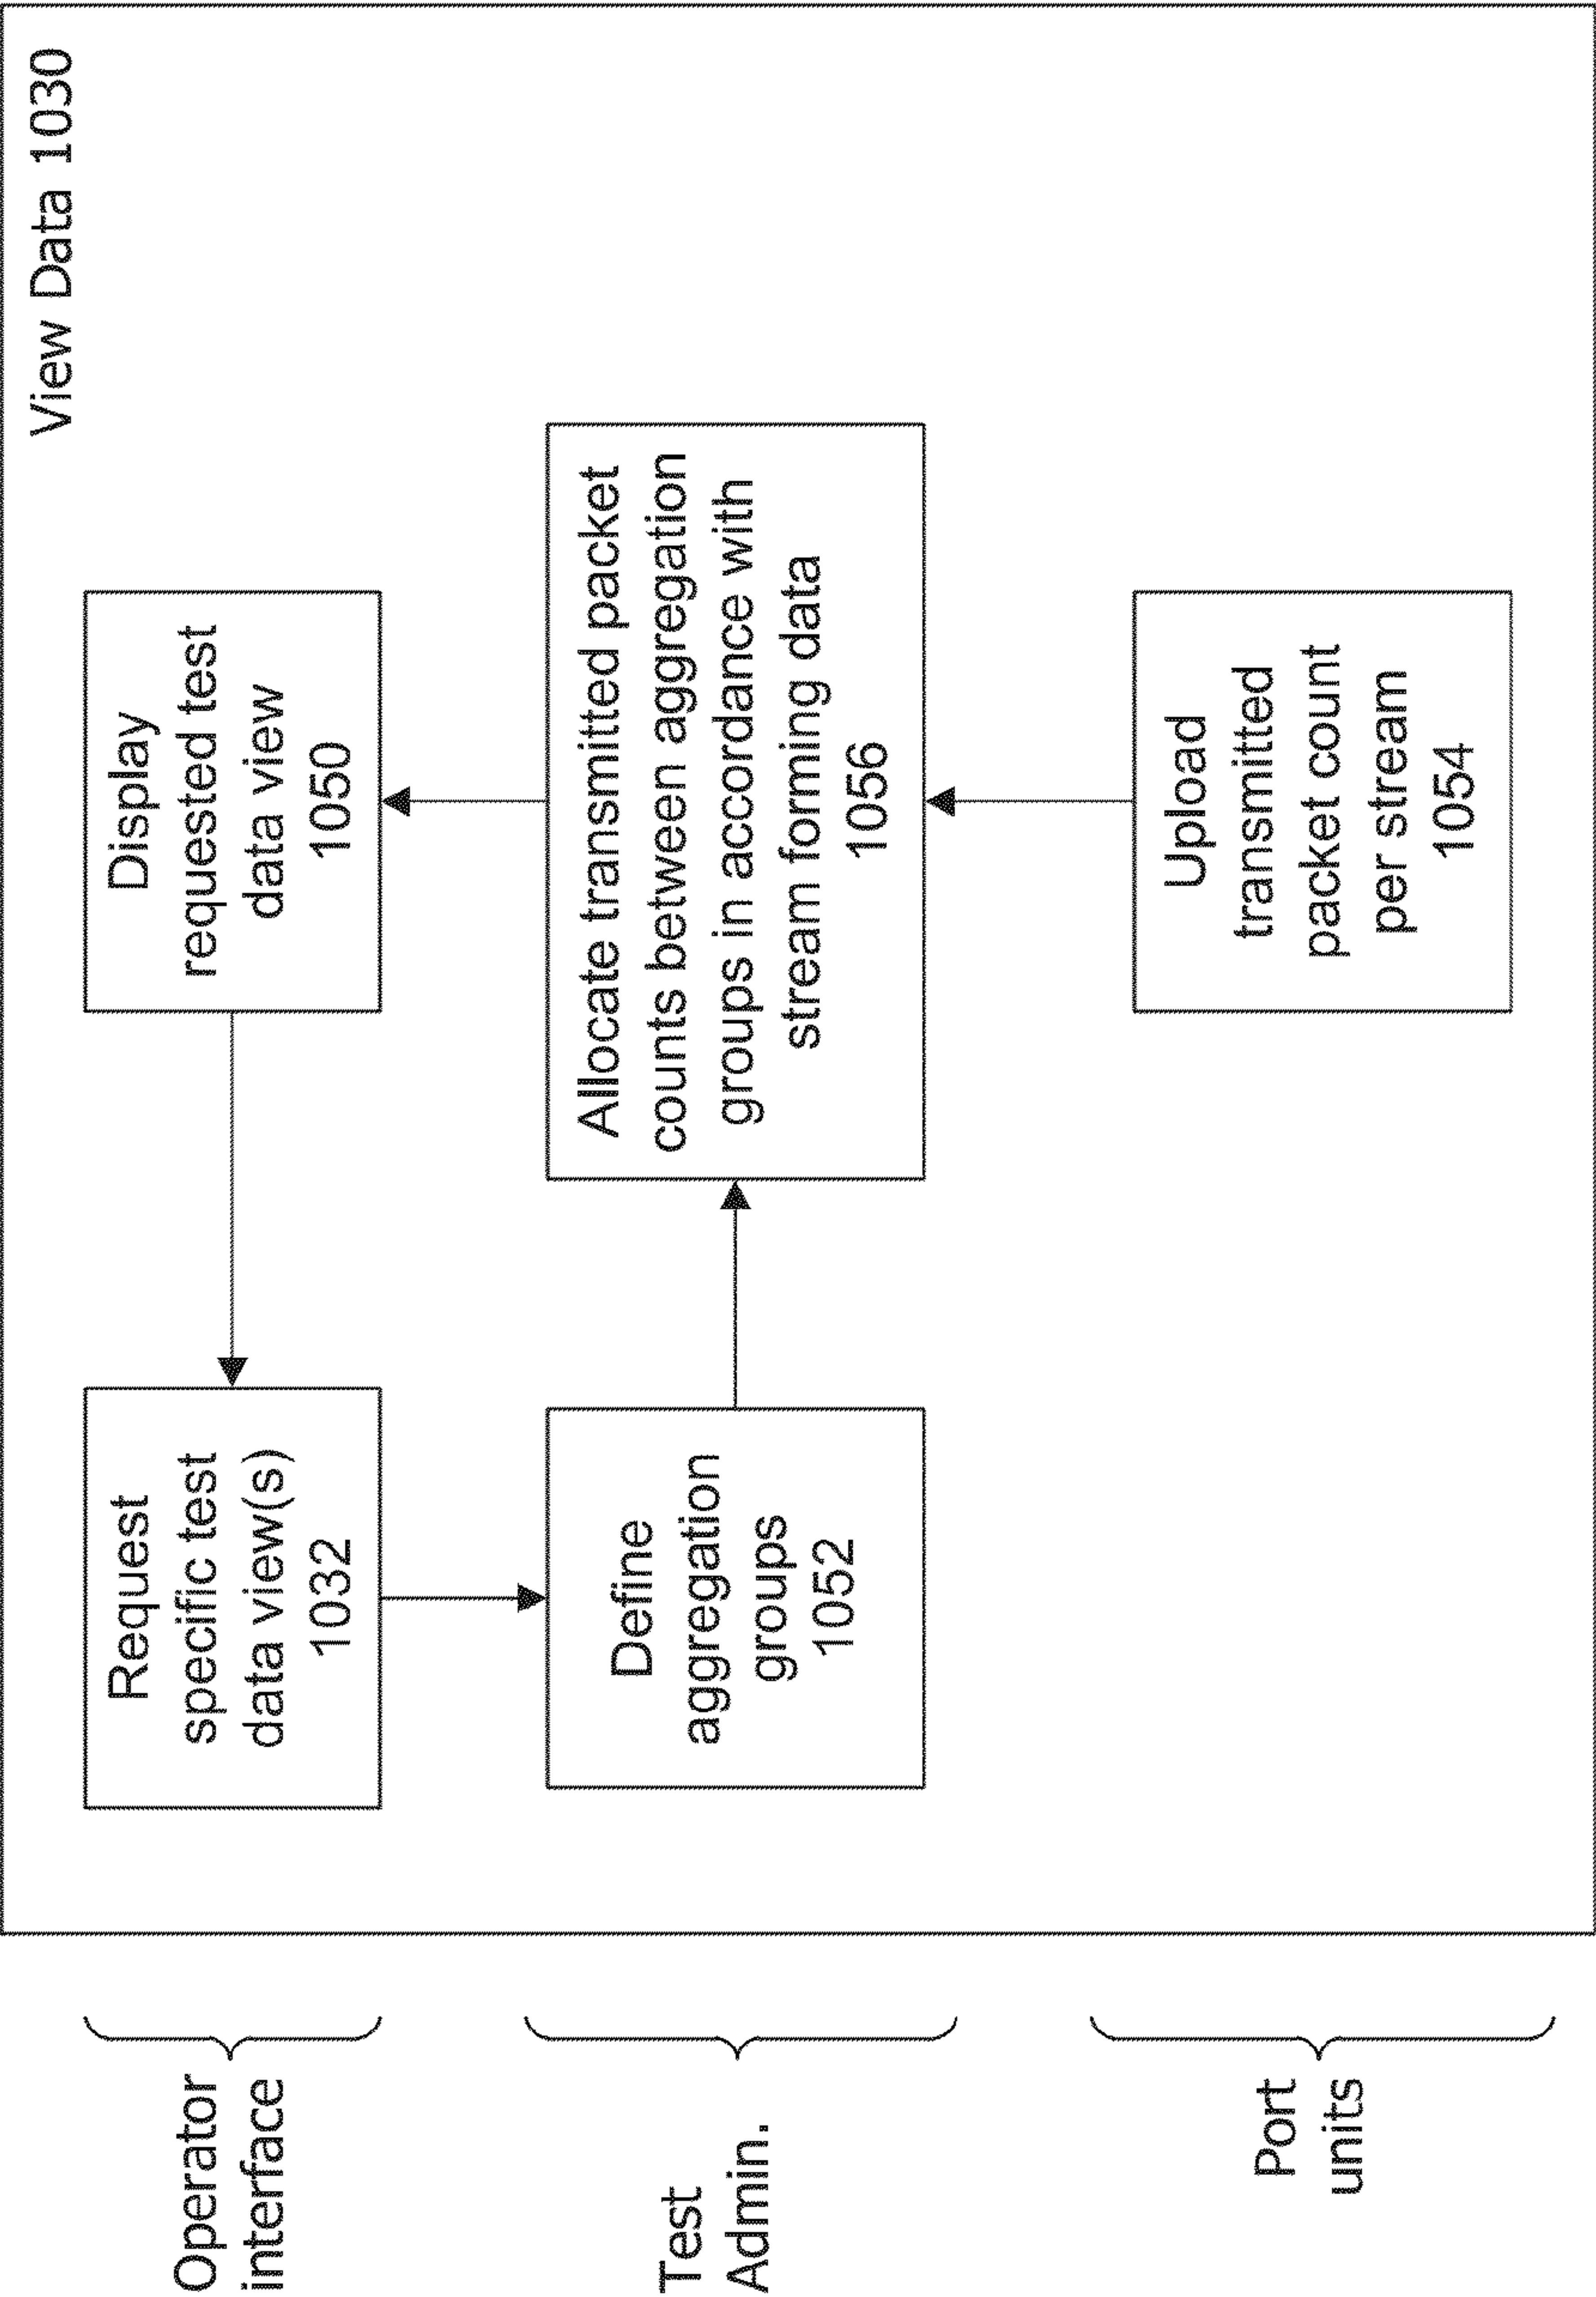 View Data 1030
Operator
interface
Request
specific test
data view(s)
1032
Display
requested test
data view
1050
Test
Admin.
Define
aggregation
groups
1052
Allocate transmitted packet
counts between aggregation
groups in accordance with
stream forming data
1056
Port
units
Upload
transmitted
packet count
per stream
1054